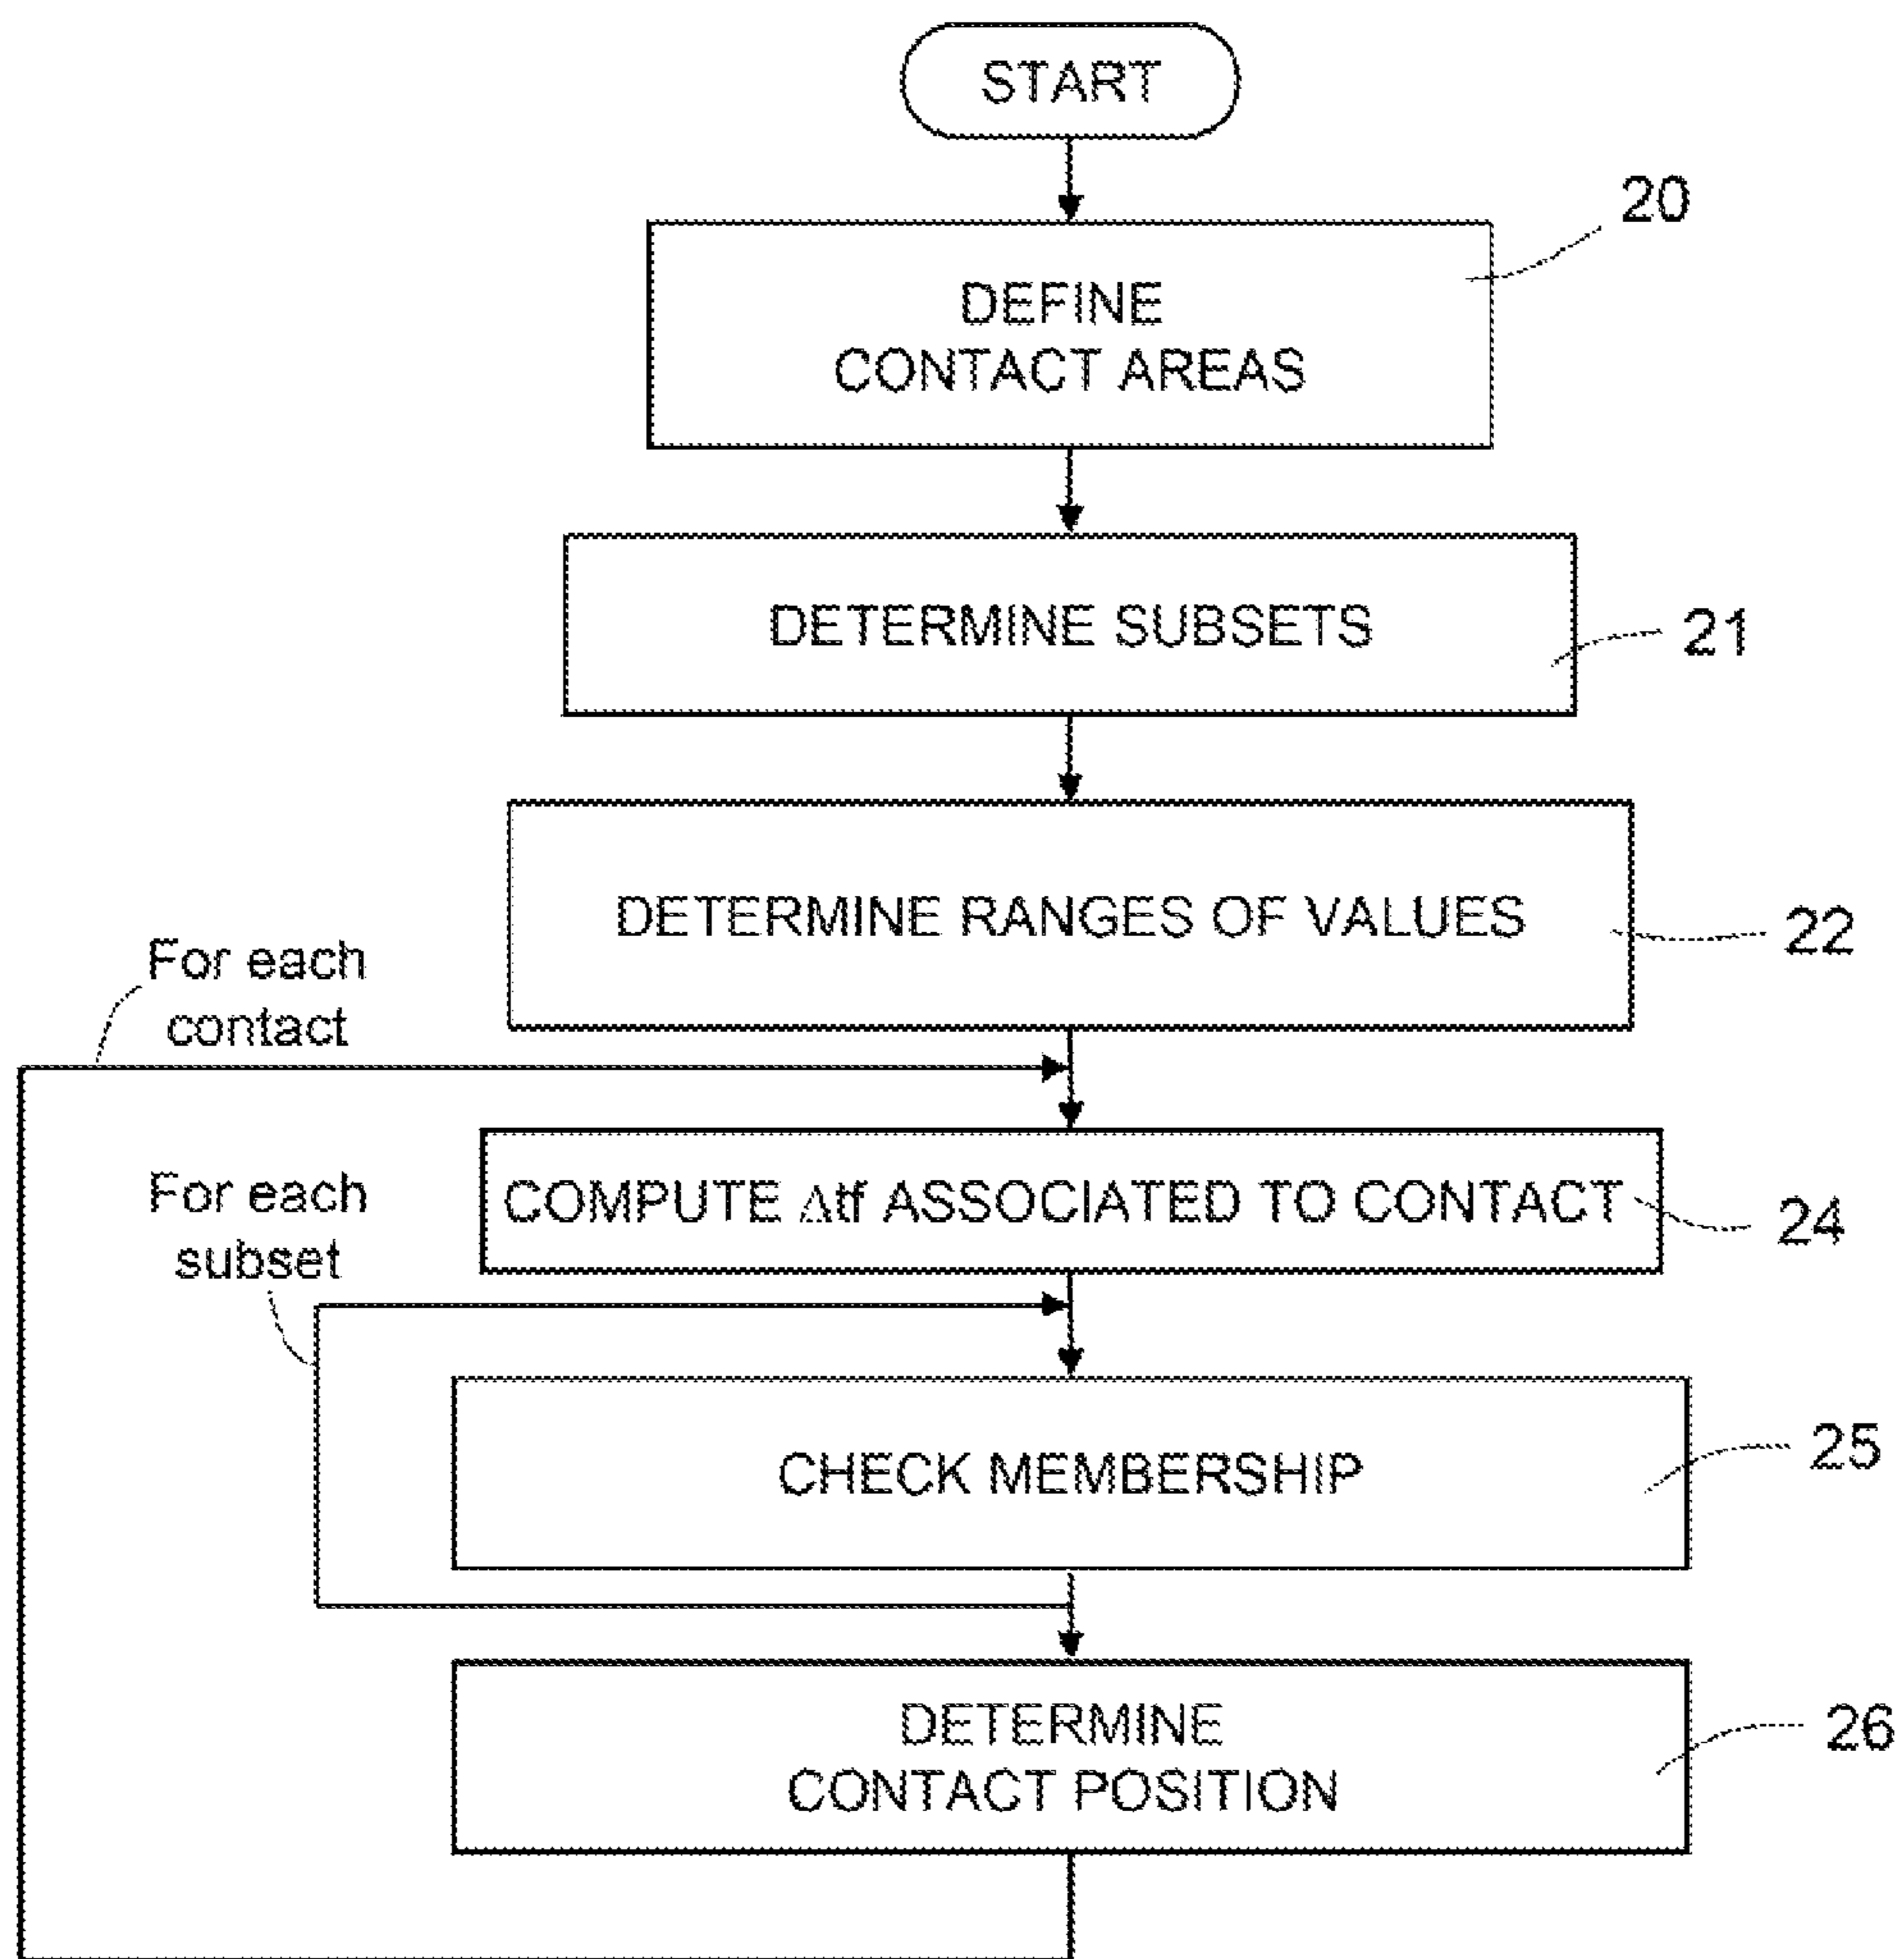 START
20
DEFINE
CONTACT AREAS
DETERMINE SUBSETS
21
DETERMINE RANGES OF VALUES
22
For each
contact
COMPUTE Δtf ASSOCIATED TO CONTACT
24
For each
subset
CHECK MEMBERSHIP
25
DETERMINE
CONTACT POSITION
26